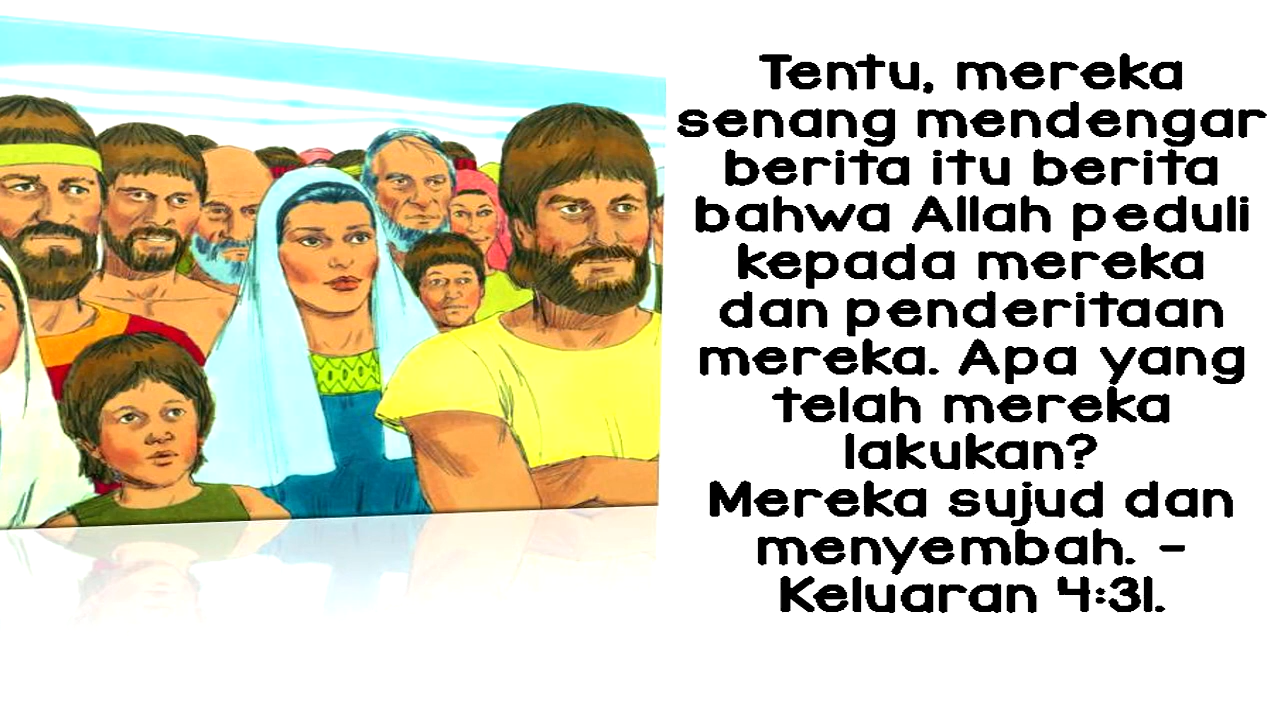 Tentu, mereka
senang mendengar
berita itu berita
bahwa Allah peduli
kepada mereka
dan penderitaan
mereka. Apa yang
telah mereka
lakukan?
Mereka sujud dan
menyembah. -
Keluaran 4:31.